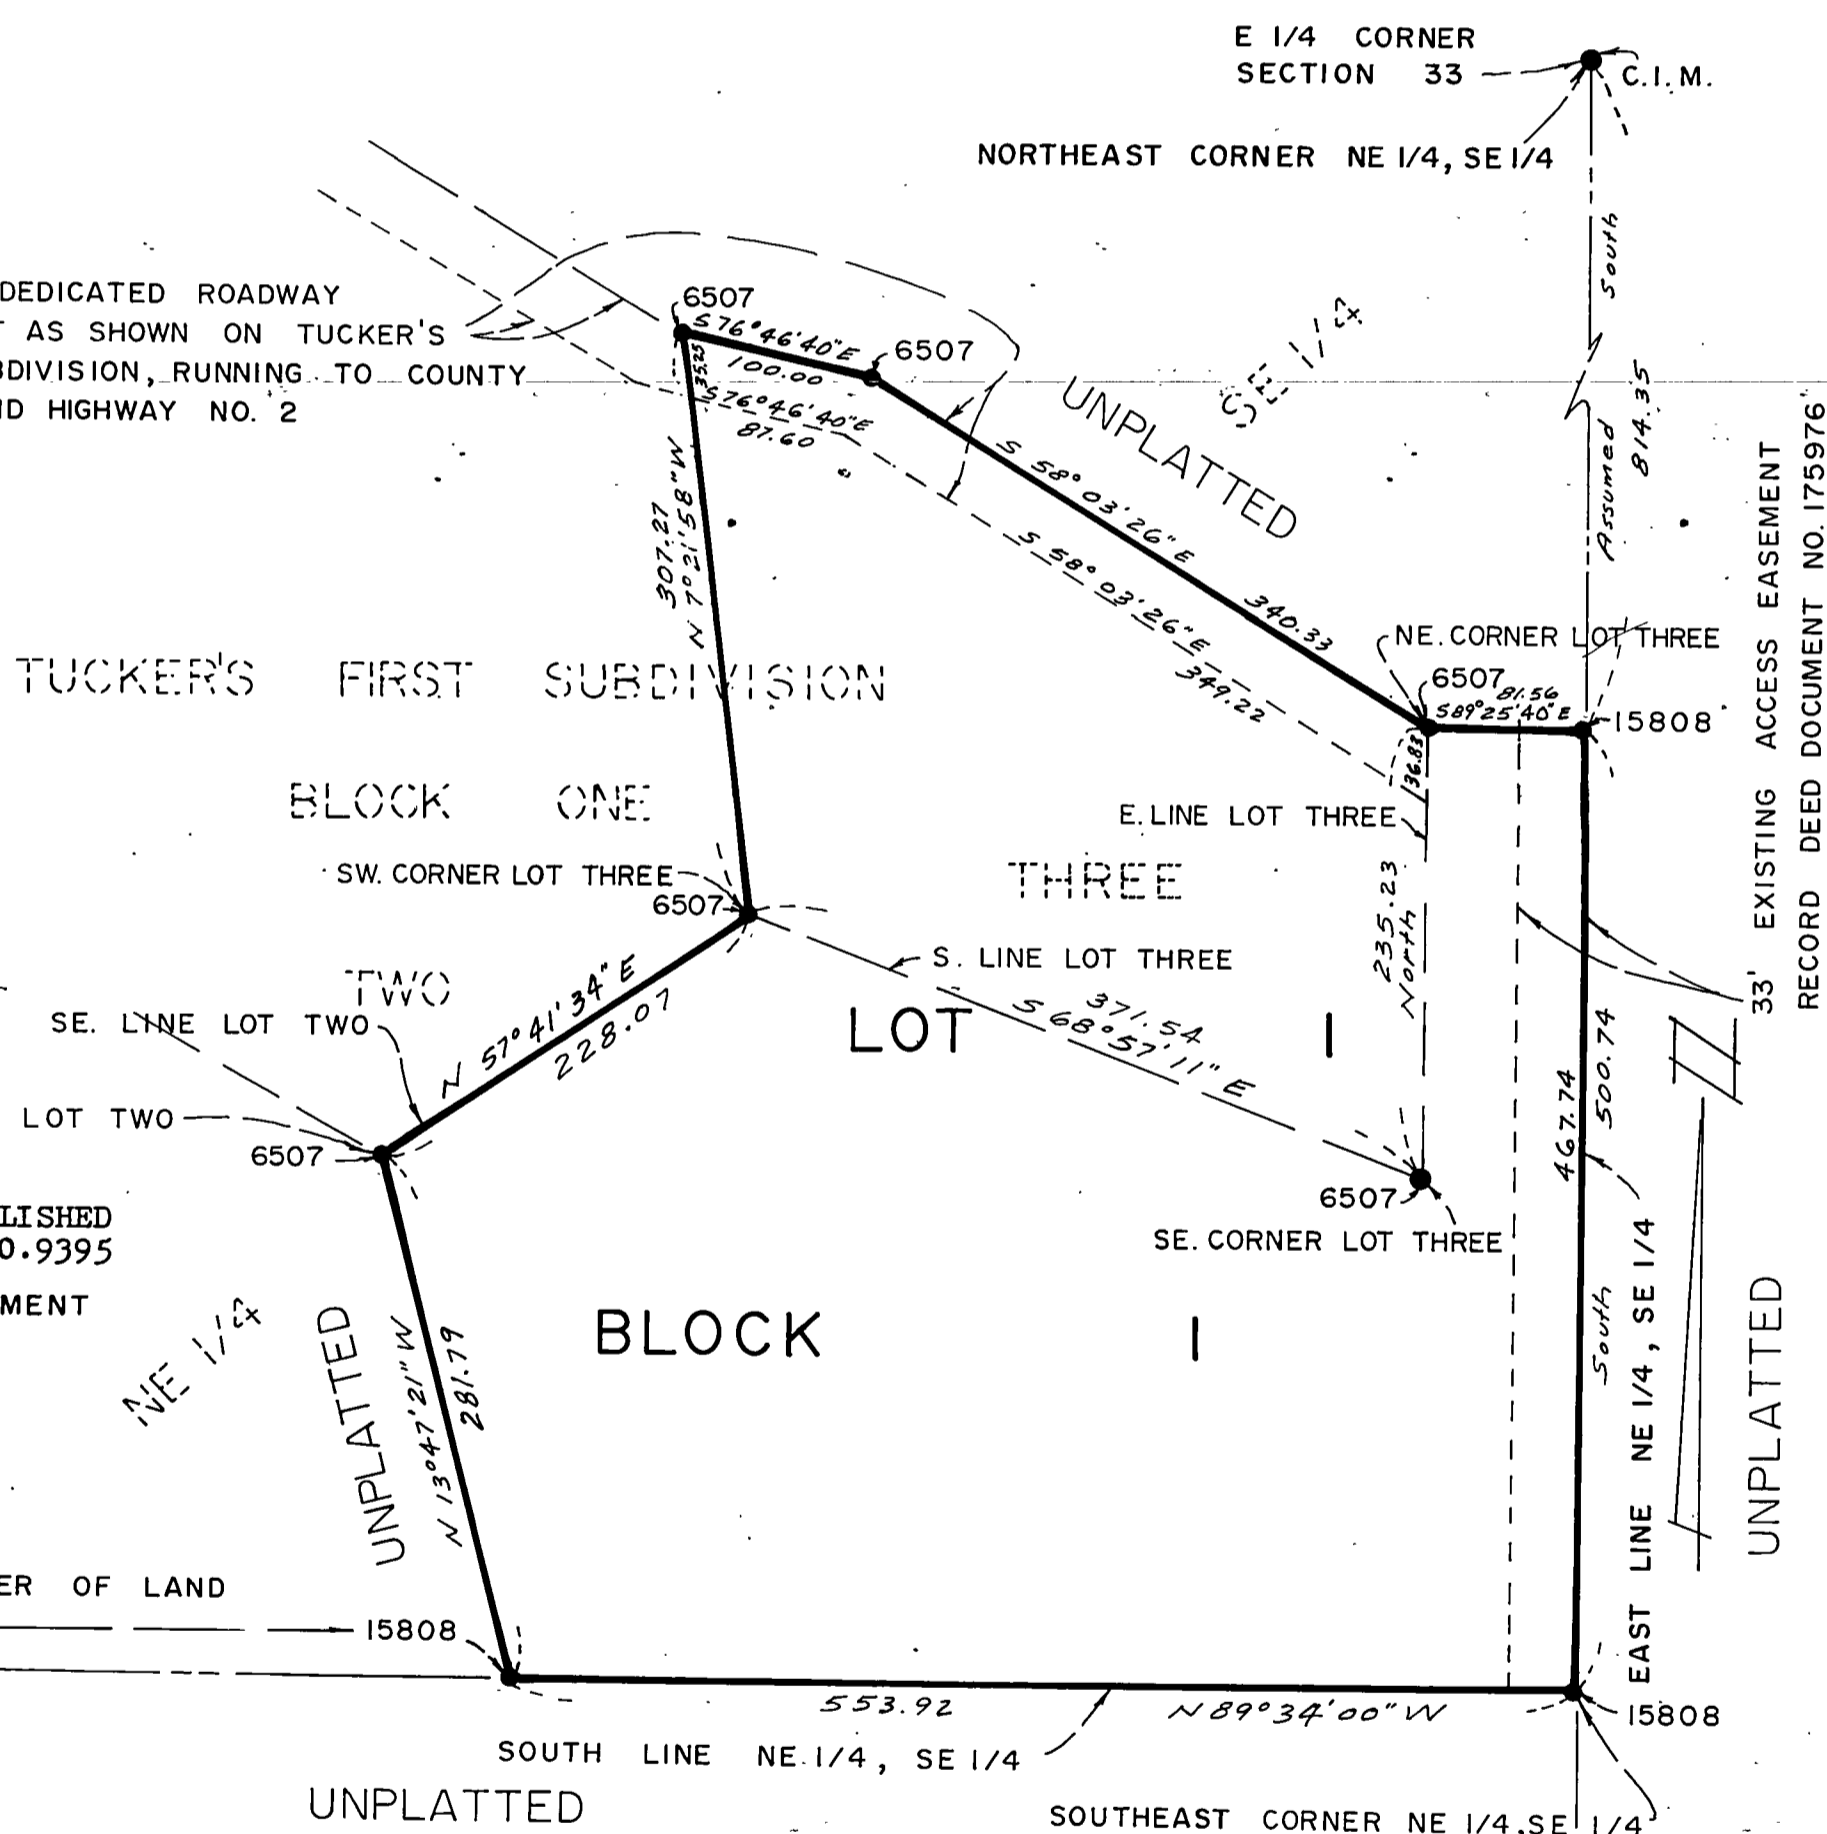 E 1/4 CORNER
SECTION 33
C.I.M.
NORTHEAST CORNER NE 1/4, SE 1/4
South
DEDICATED ROADWAY
AS SHOWN ON TUCKER'S
BDIVISION, RUNNING TO COUNTY
ND HIGHWAY NO. 2
6507
S76°46'40"E
100.00
6507
35.25
S76°46'40"E
87.60
SE 1/4
UNPLATTED
Assumed
814.35
S 58°03'26"E
340.33
S 58°03'26"E
349.22
307.27
N 7°21'58"W
NE. CORNER LOT THREE
6507
81.56
S89°25'40"E
15808
36.83
33' EXISTING ACCESS EASEMENT
RECORD DEED DOCUMENT NO. 175976
TUCKER'S FIRST SUBDIVISION
BLOCK ONE
E. LINE LOT THREE
THREE
SW. CORNER LOT THREE
6507
235.23
North
S. LINE LOT THREE
TWO
N 57°41'34"E
228.07
SE. LINE LOT TWO
LOT 1
371.54
S 68°57'11" E
467.74
500.74
LOT TWO
6507
6507
SE. CORNER LOT THREE
LISHED
0.9395
MENT
NE 1/4
UNPLATTED
N 13°47'21"W
281.79
BLOCK 1
South
EAST LINE NE 1/4, SE 1/4
UNPLATTED
ER OF LAND
15808
553.92
N89°34'00"W
15808
SOUTH LINE NE 1/4, SE 1/4
UNPLATTED
SOUTHEAST CORNER NE 1/4, SE 1/4